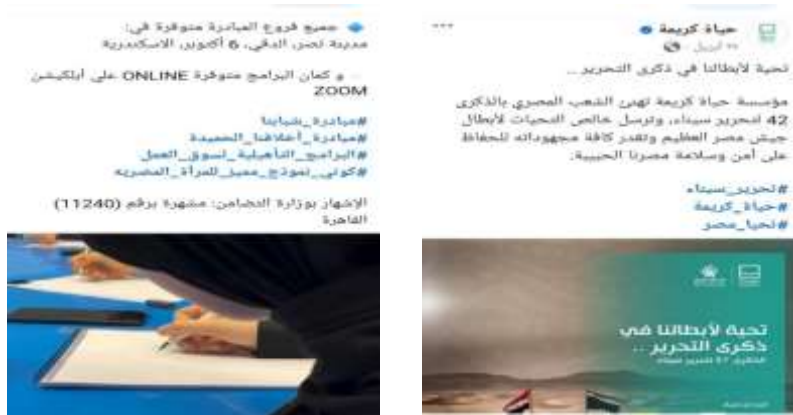 حياة كريمة
تحية لأبطالنا في ذكرى التحرير ..
مؤسسة حياة كريمة تهنئ الشعب المصري بالذكرى
42 لتحرير سيناء، وترسل خالص التحيات لأبطال
جيش مصر العظيم وتقدر كافة مجهوداته للحفاظ
على أمن وسلامة مصرنا الحبيبة.
#تحرير_سيناء
#حياة_كريمة
#تحيا_مصر
تحية لأبطالنا في
ذكرى التحرير ..
جميع فروع المبادرة متوفرة في:
مدينة نصر، الدقي، 6 أكتوبر، الاسكندرية
و كمان البرامج متوفرة ONLINE على أبلكيشن
ZOOM
#مبادرة_شبابنا
#مبادرة_أخلاقنا_الحميدة
#البرامج_التأهيلية_لسوق_العمل
#كوني_نموذج_مميز_للمرأة_المصريه
الإشهار بوزارة التضامن: مشهرة برقم (11240)
القاهرة